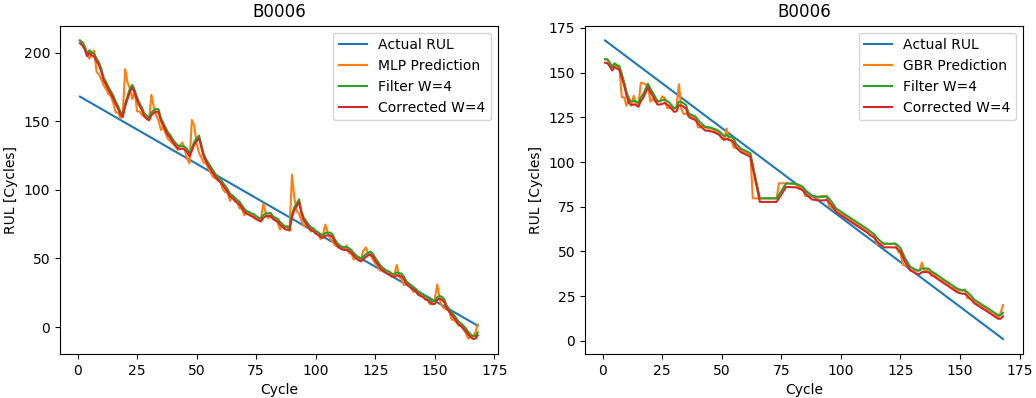 B0006
RUL [Cycles]
200
150
100
50
0
Actual RUL
MLP Prediction
Filter W=4
Corrected W=4
0
25
50
75
100
125
150
175
Cycle
B0006
RUL [Cycles]
175
150
125
100
75
50
25
0
Actual RUL
GBR Prediction
Filter W=4
Corrected W=4
0
25
50
75
100
125
150
175
Cycle